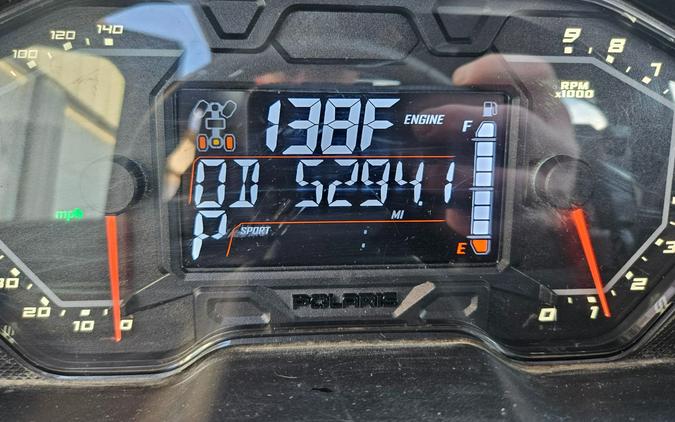 120 140
100 mph
138F ENGINE
F
OD 5294.1
MI
P SPORT :
E
POLARIS
30
20
10
0
RPM
x1000
9
8
7
3
2
1
0